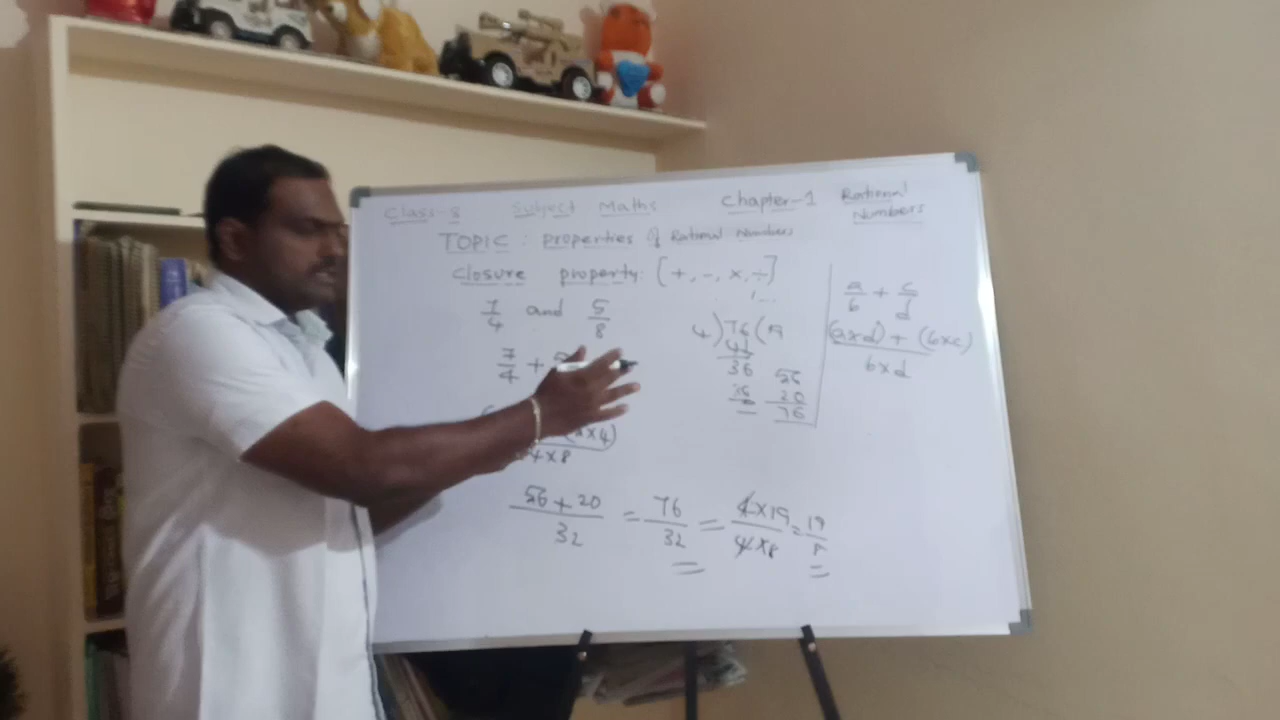 Class-8 Subject Maths Chapter-1 Rational Numbers
TOPIC : Properties of Rational Numbers
Closure property: [+, -, ×, ÷]
7/4 and 5/8
7/4 +
×4)
4×8
56+20/32 = 76/32 = 4×19/4×8 = 19/8
4)76(19
4
36
36
56
20
76
a/b + c/d
(a×d) + (b×c)
b×d